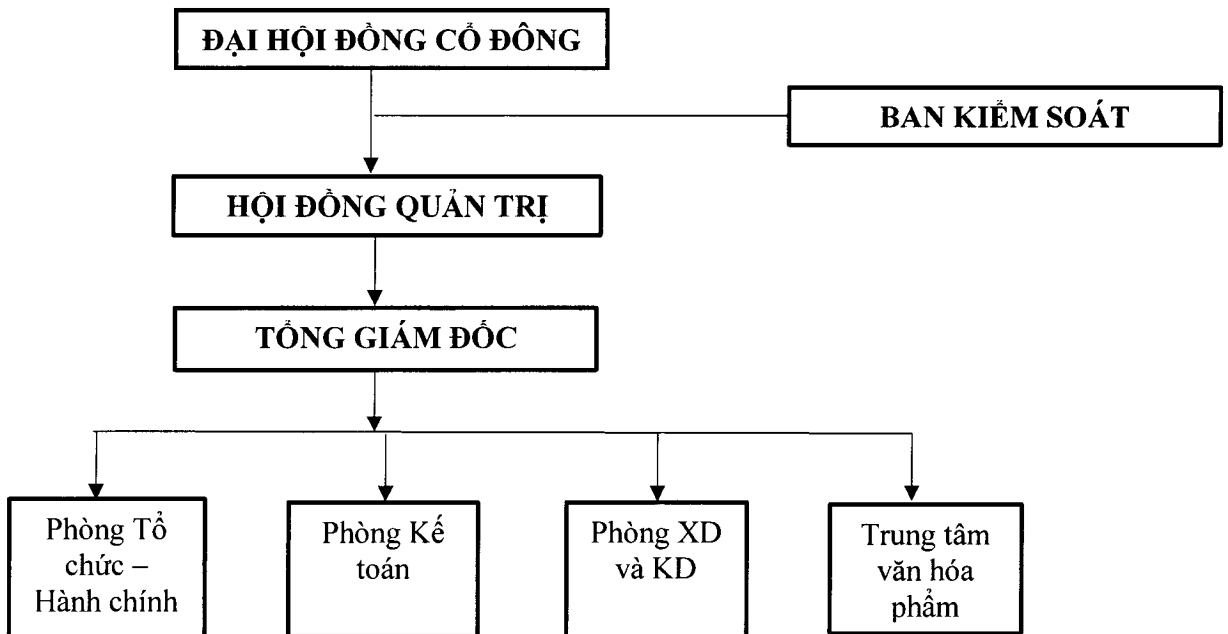 ĐẠI HỘI ĐỒNG CỔ ĐÔNG
BAN KIỂM SOÁT
HỘI ĐỒNG QUẢN TRỊ
TỔNG GIÁM ĐỐC
Phòng Tổ
chức –
Hành chính
Phòng Kế
toán
Phòng XD
và KD
Trung tâm
văn hóa
phẩm